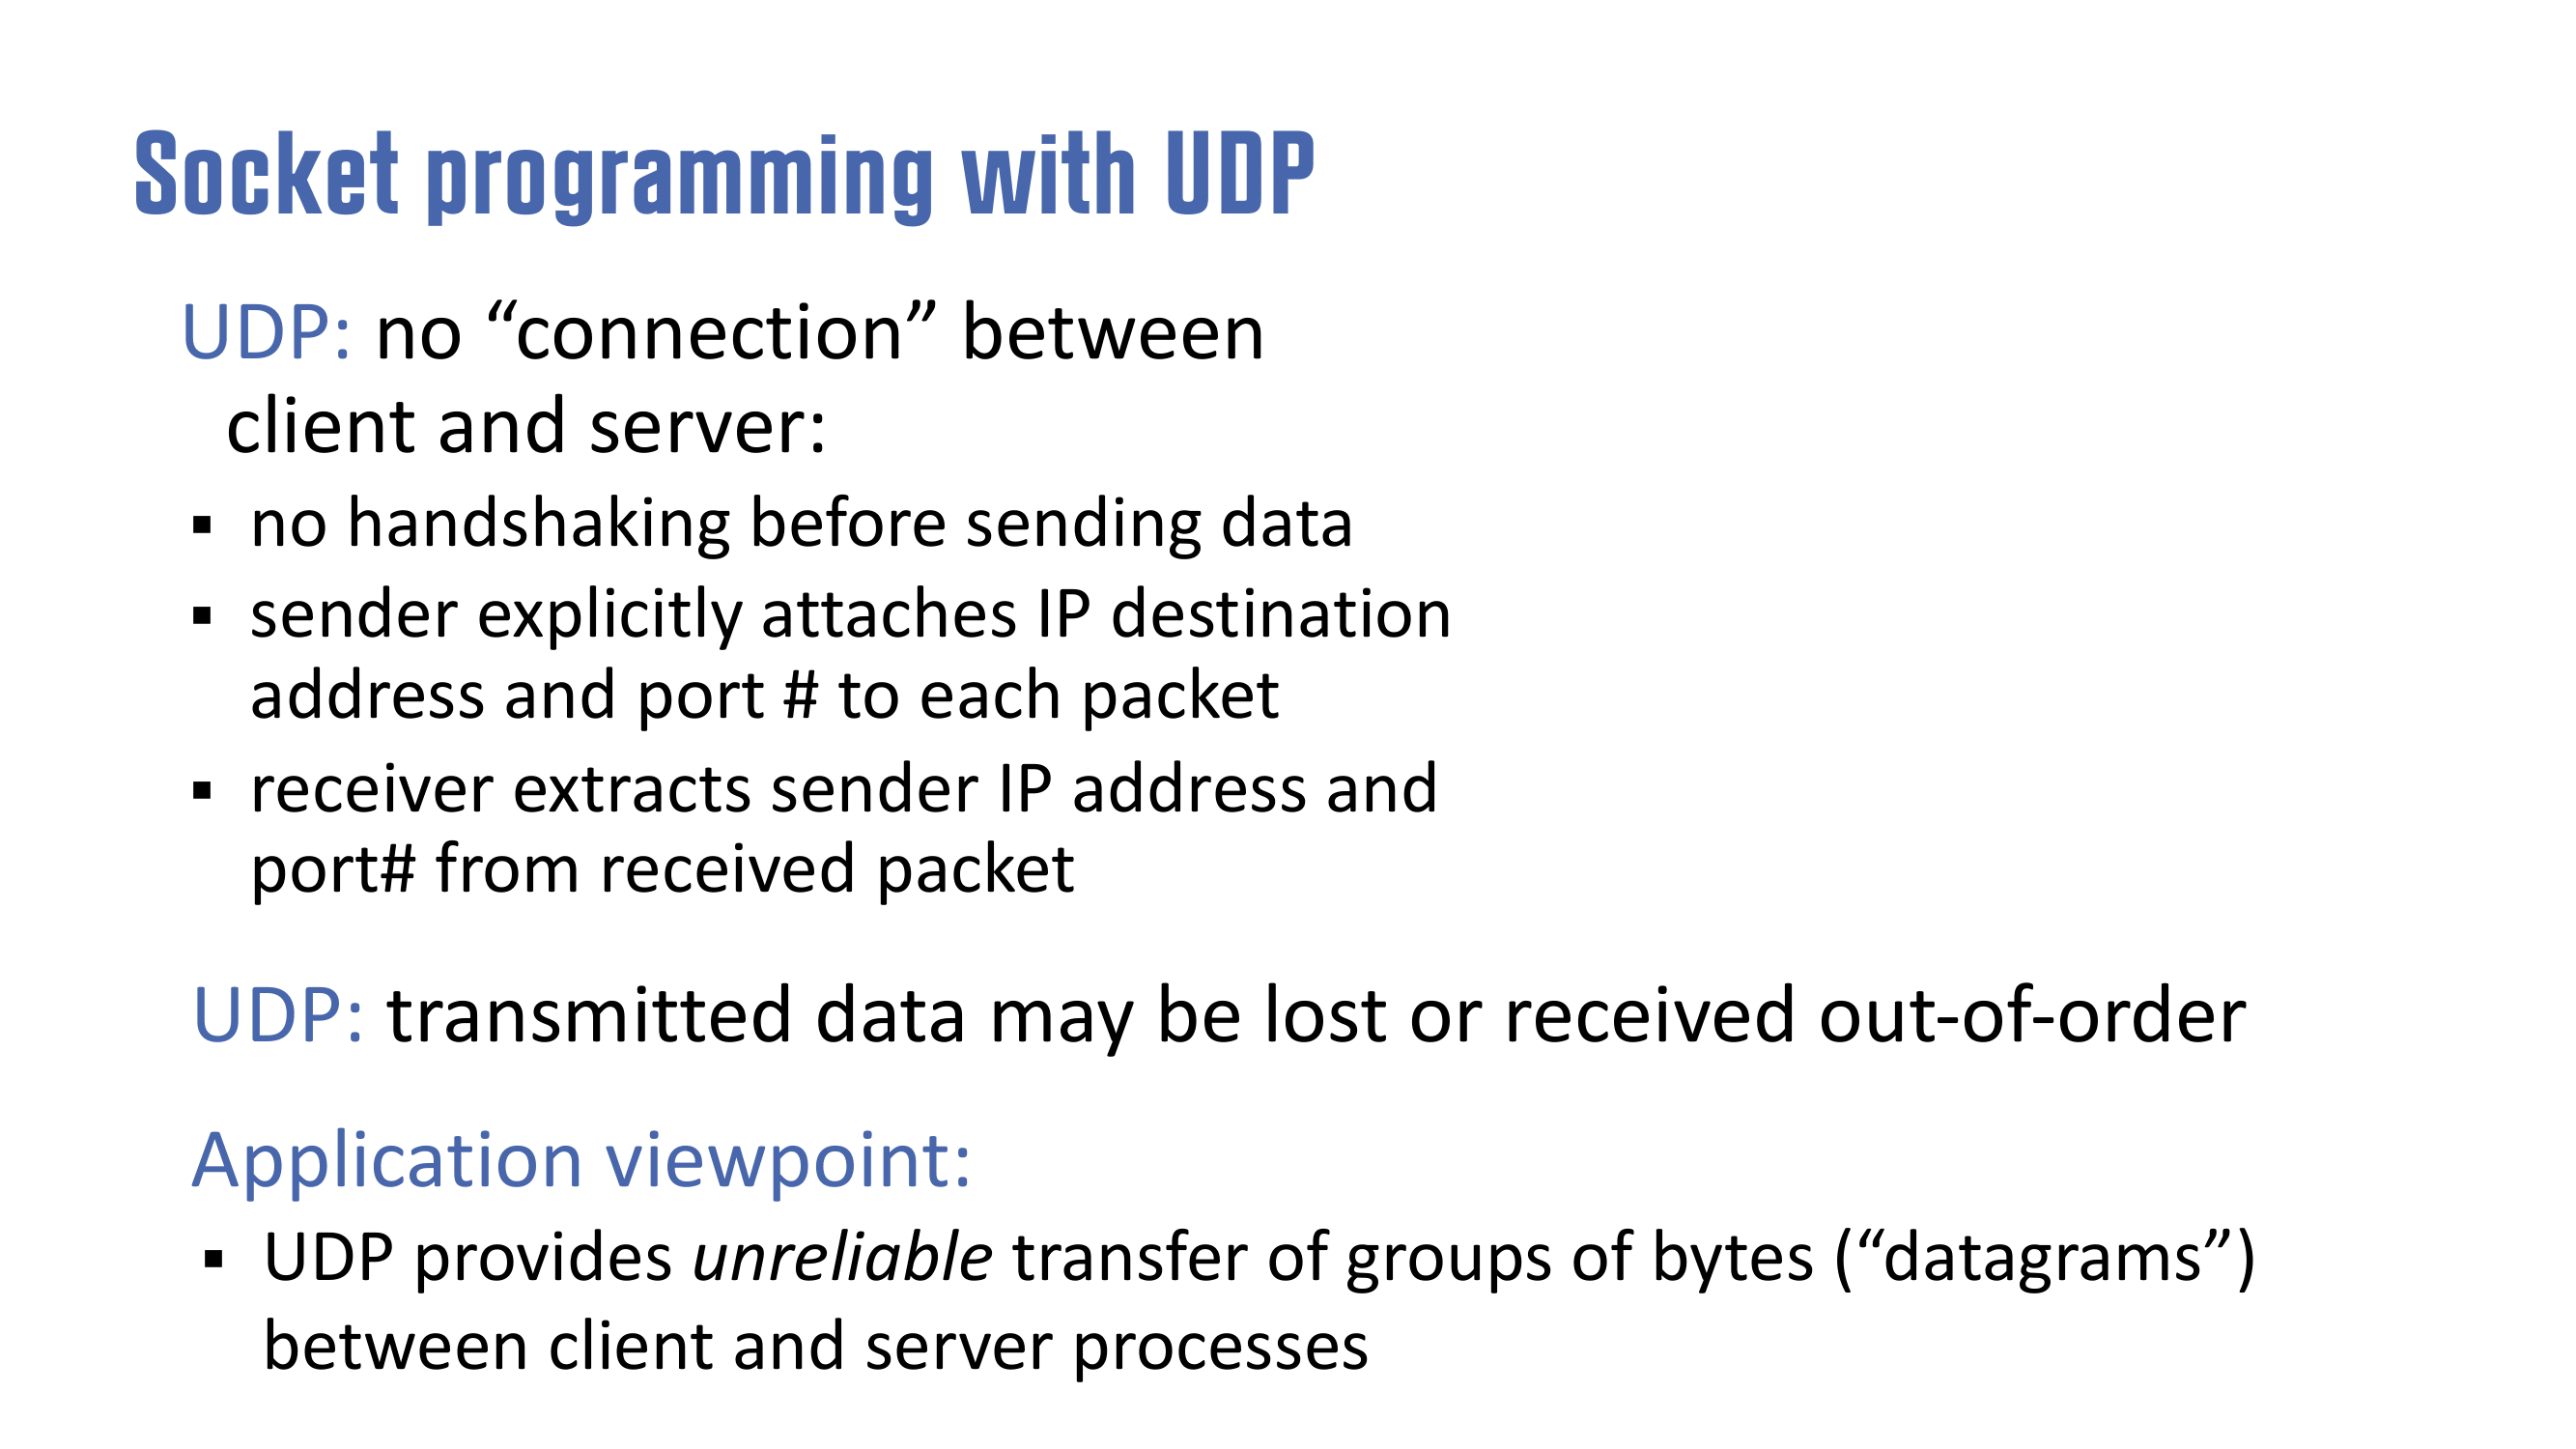 Socket programming with UDP
UDP: no “connection” between
client and server:
▪ no handshaking before sending data
▪ sender explicitly attaches IP destination
address and port # to each packet
▪ receiver extracts sender IP address and
port# from received packet
UDP: transmitted data may be lost or received out-of-order
Application viewpoint:
▪ UDP provides unreliable transfer of groups of bytes (“datagrams”)
between client and server processes